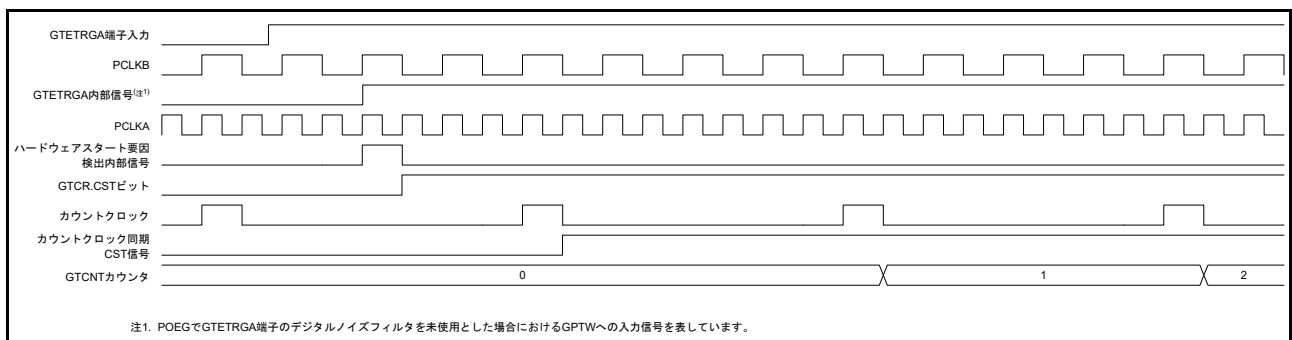 GTETRGA端子入力
PCLKB
GTETRGA内部信号(注1)
PCLKA
ハードウェアスタート要因
検出内部信号
GTCR.CSTビット
カウントクロック
カウントクロック同期
CST信号
GTCNTカウンタ
0
1
2
注1. POEGでGTETRGA端子のデジタルノイズフィルタを未使用とした場合におけるGPTWへの入力信号を表しています。